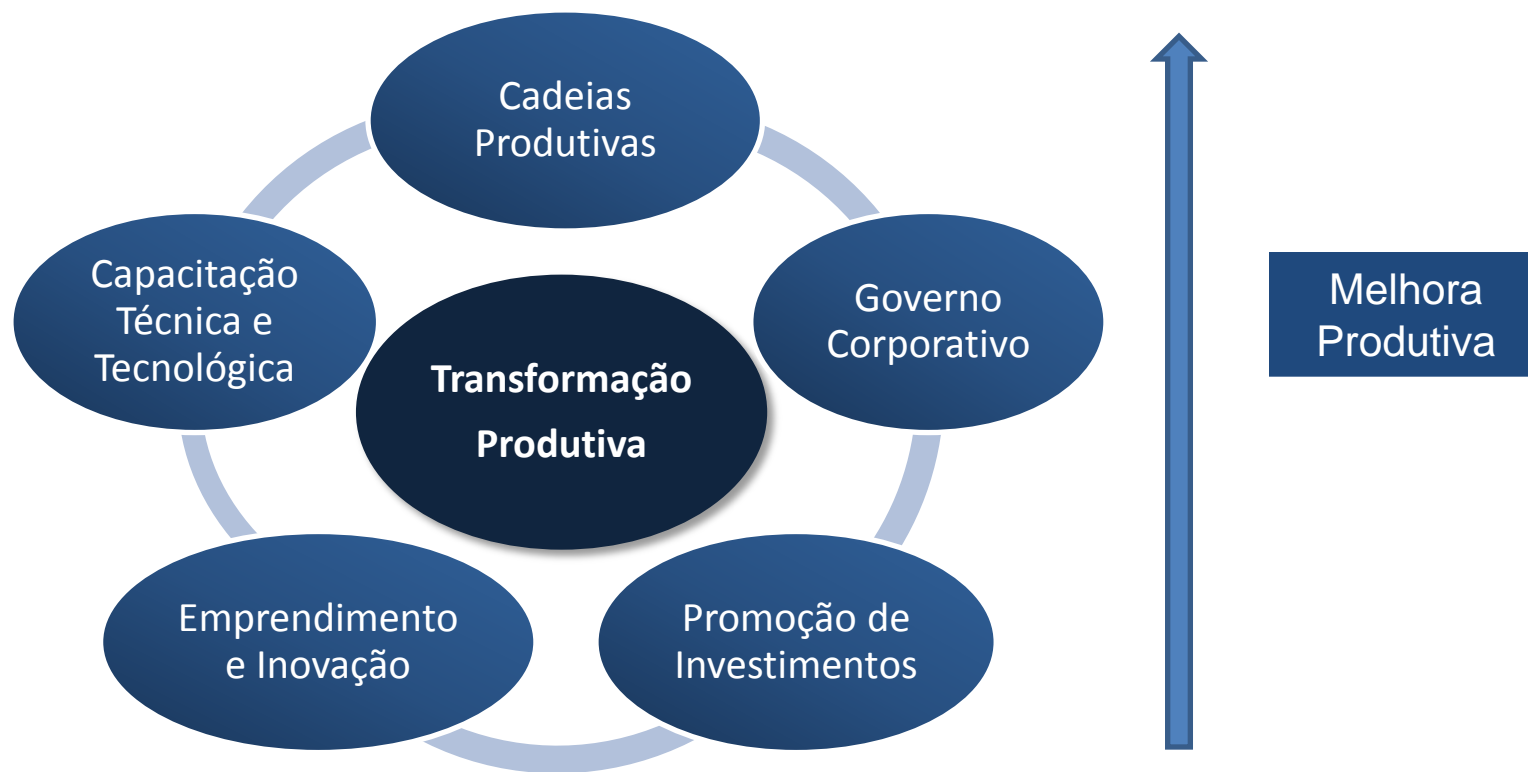 Cadeias
Produtivas
Capacitação
Técnica e
Tecnológica
Governo
Corporativo
Transformação
Produtiva
Emprendimento
e Inovação
Promoção de
Investimentos
Melhora
Produtiva